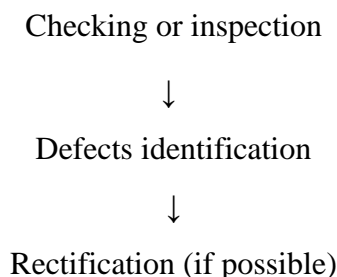 Checking or inspection
↓
Defects identification
↓
Rectification (if possible)